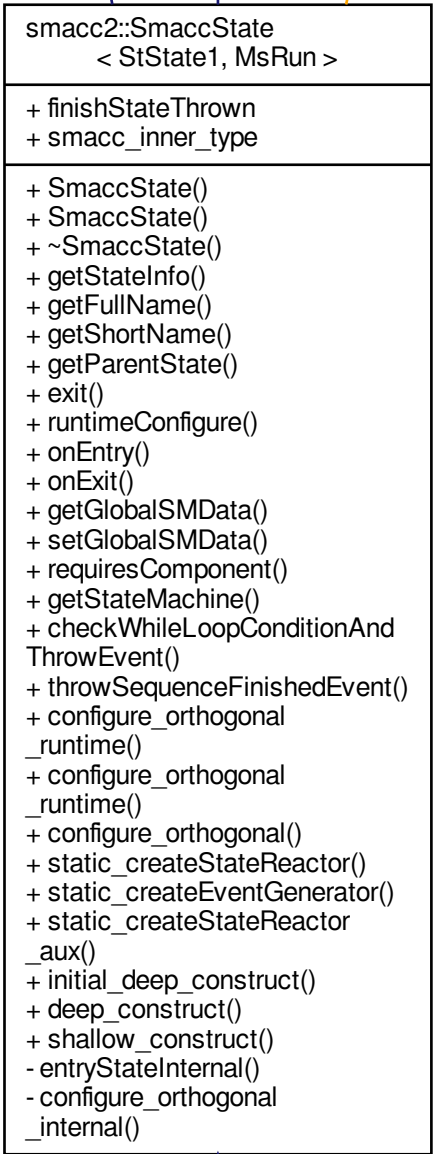 smacc2::SmaccState
< StState1, MsRun >
+ finishStateThrown
+ smacc_inner_type
+ SmaccState()
+ SmaccState()
+ ~SmaccState()
+ getStateInfo()
+ getFullName()
+ getShortName()
+ getParentState()
+ exit()
+ runtimeConfigure()
+ onEntry()
+ onExit()
+ getGlobalSMData()
+ setGlobalSMData()
+ requiresComponent()
+ getStateMachine()
+ checkWhileLoopConditionAnd
ThrowEvent()
+ throwSequenceFinishedEvent()
+ configure_orthogonal
_runtime()
+ configure_orthogonal
_runtime()
+ configure_orthogonal()
+ static_createStateReactor()
+ static_createEventGenerator()
+ static_createStateReactor
_aux()
+ initial_deep_construct()
+ deep_construct()
+ shallow_construct()
- entryStateInternal()
- configure_orthogonal
_internal()